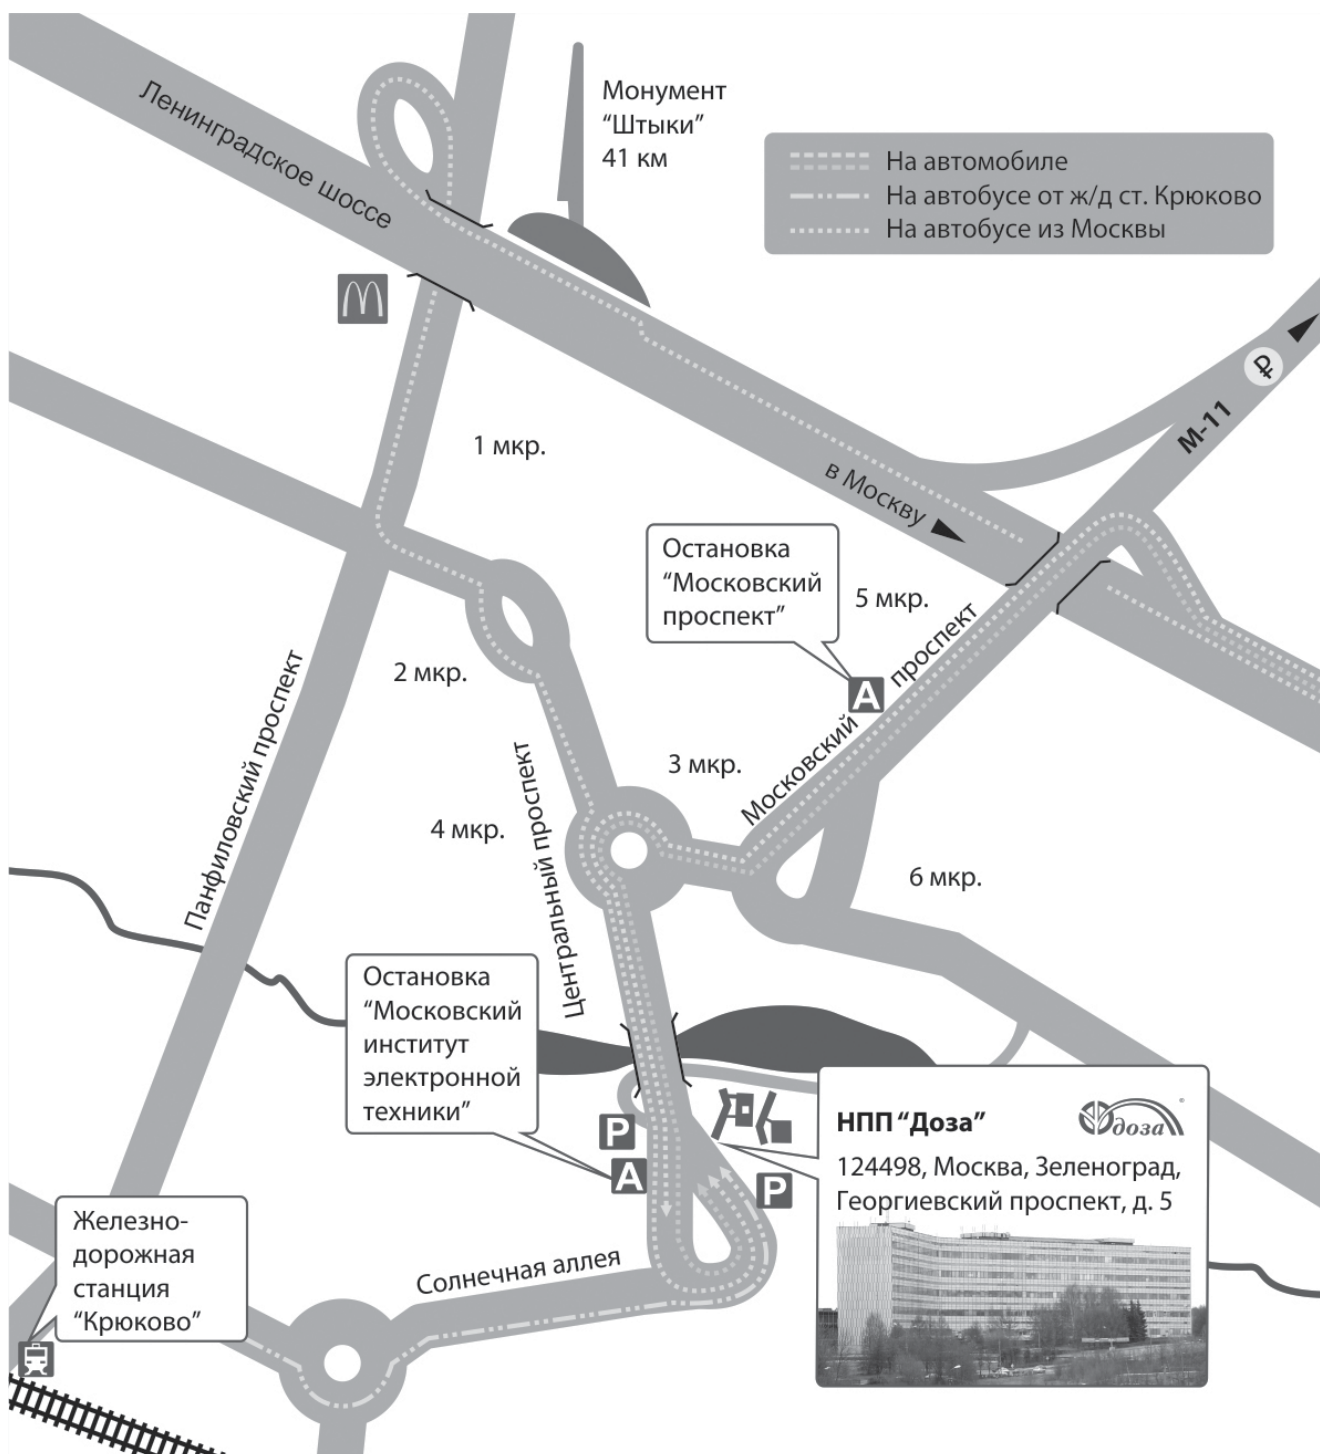 Ленинградское шоссе
Монумент
“Штыки”
41 км
На автомобиле
На автобусе от ж/д ст. Крюково
На автобусе из Москвы
₽
М-11
1 мкр.
в Москву
Остановка
“Московский
проспект”
5 мкр.
А
Московский проспект
2 мкр.
Панфиловский проспект
Центральный проспект
3 мкр.
4 мкр.
6 мкр.
Остановка
“Московский
институт
электронной
техники”
P
А
P
НПП “Доза”
доза
124498, Москва, Зеленоград,
Георгиевский проспект, д. 5
Железно-
дорожная
станция
“Крюково”
Солнечная аллея